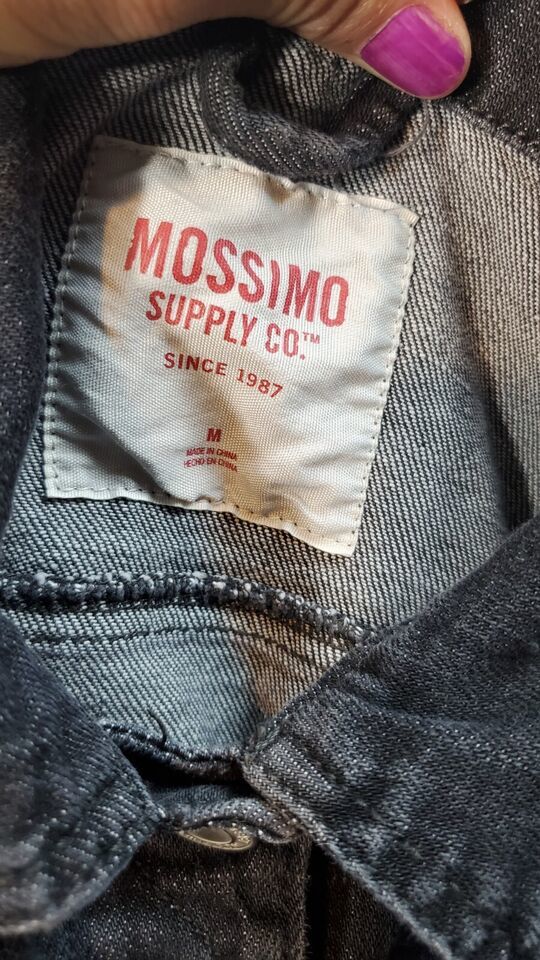 MOSSIMO
SUPPLY CO.™
SINCE 1987
M
MADE IN CHINA
HECHO EN CHINA